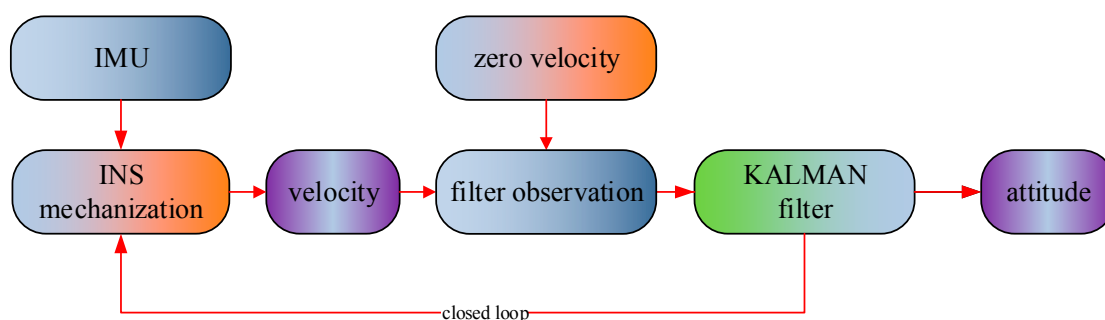 IMU
zero velocity
INS
mechanization
velocity
filter observation
KALMAN
filter
attitude
closed loop